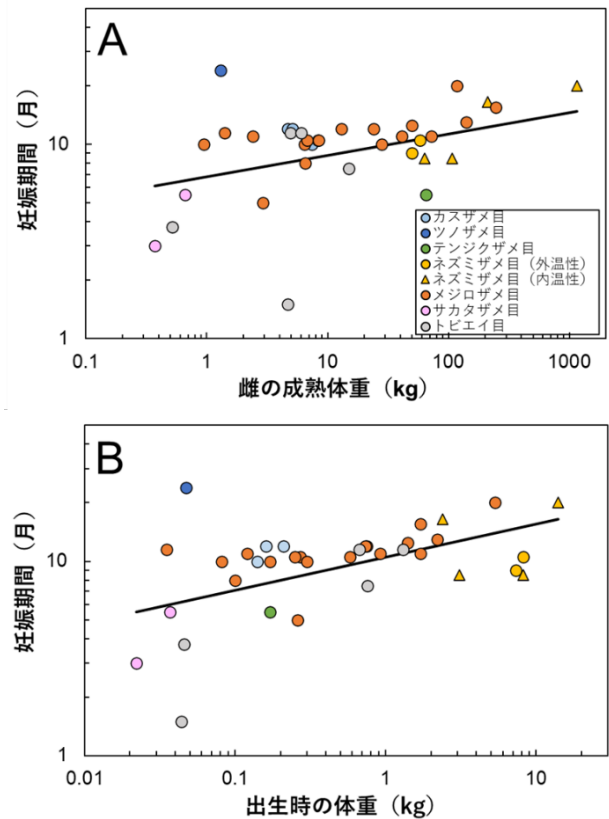 A
妊娠期間（月）
10
1
0.1
1
10
100
1000
雌の成熟体重（kg）
カスザメ目
ツノザメ目
テンジクザメ目
ネズミザメ目（外温性）
ネズミザメ目（内温性）
メジロザメ目
サカタザメ目
トビエイ目
B
妊娠期間（月）
10
1
0.01
0.1
1
10
出生時の体重（kg）